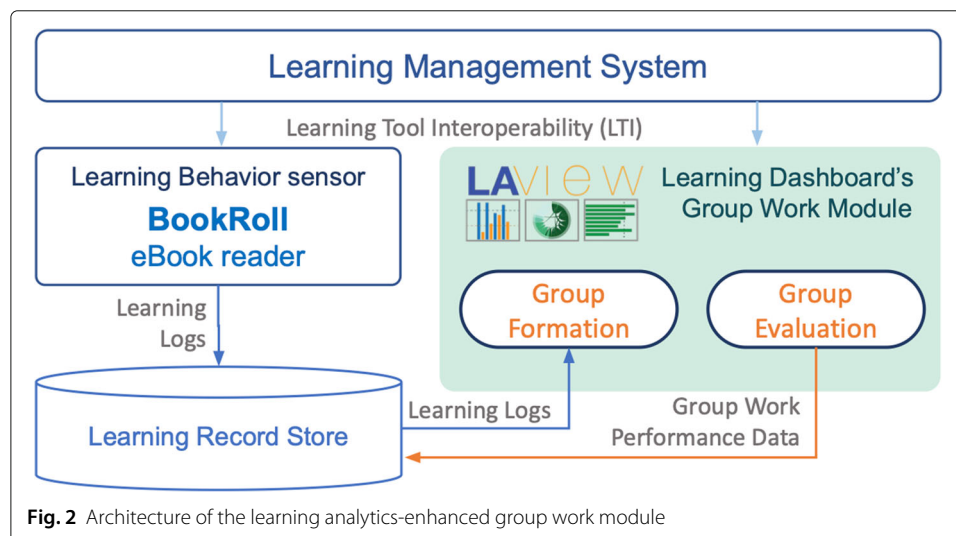 Learning Management System
Learning Tool Interoperability (LTI)
Learning Behavior sensor
BookRoll
eBook reader
LAVIEW
Learning Dashboard's
Group Work Module
Group
Formation
Group
Evaluation
Learning
Logs
Learning Record Store
Learning Logs
Group Work
Performance Data
Fig. 2 Architecture of the learning analytics-enhanced group work module